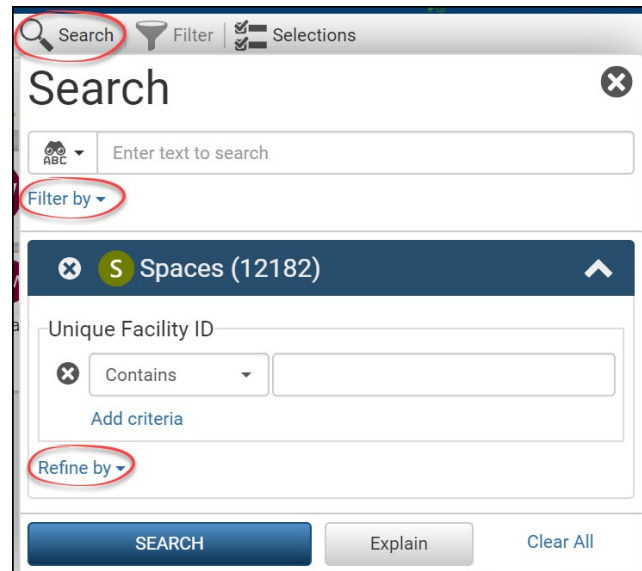 Search Filter Selections
Search
ABC Enter text to search
Filter by
S Spaces (12182)
Unique Facility ID
Contains
Add criteria
Refine by
SEARCH Explain Clear All